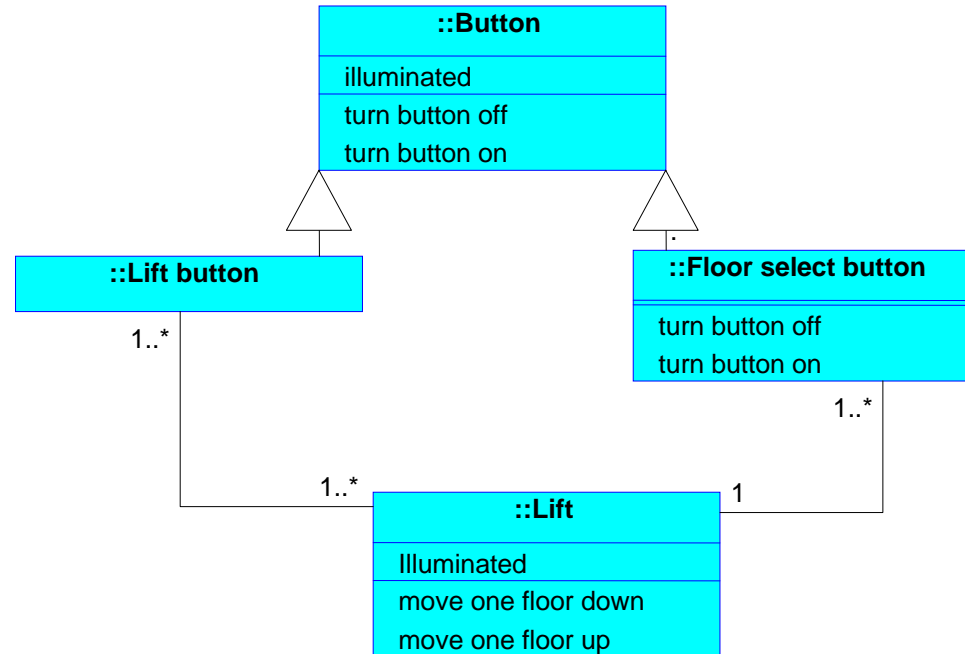 ::Button
illuminated
turn button off
turn button on
.
::Lift button
::Floor select button
turn button off
turn button on
1..*
1..*
1..*
1
::Lift
Illuminated
move one floor down
move one floor up